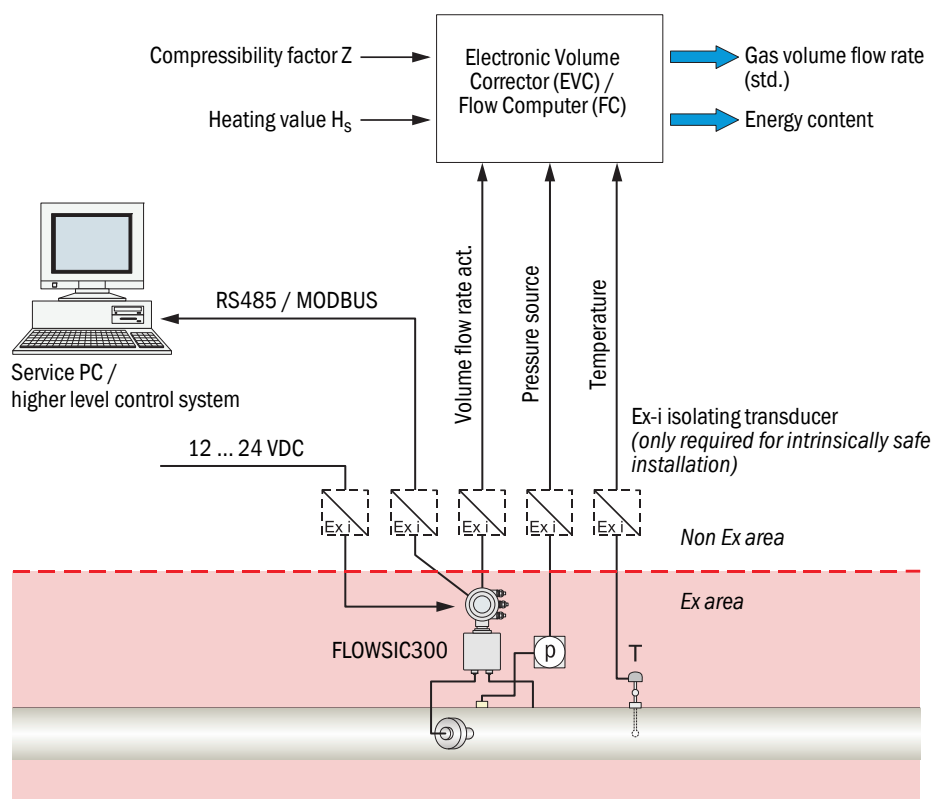 Compressibility factor Z
Heating value Hs
Electronic Volume
Corrector (EVC) /
Flow Computer (FC)
Gas volume flow rate
(std.)
Energy content
RS485 / MODBUS
Service PC /
higher level control system
12 ... 24 VDC
Volume flow rate act.
Pressure source
Temperature
Ex-i isolating transducer
(only required for intrinsically safe
installation)
Ex i
Ex i
Ex i
Ex i
Ex i
Non Ex area
Ex area
FLOWSIC300
p
T